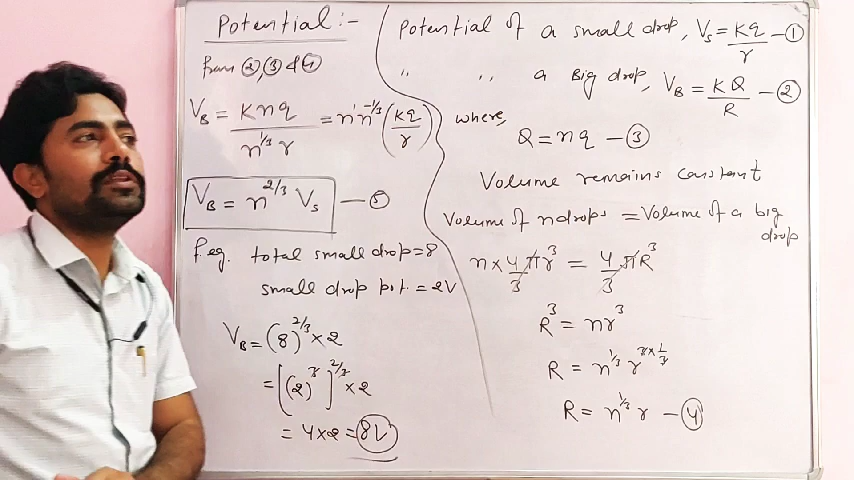 Potential :-
from ②,③ & ④
V_B = Knq / n^1/3 r = n^1 n^-1/3 (Kq / r)
V_B = n^2/3 V_s — ⑤
F.eg. total small drop = 8
small drop pot. = 2V
V_B = (8)^2/3 × 2
= [(2)^3]^2/3 × 2
= 4×2 = 8V
Potential of a small drop, V_s = Kq / r — ①
" " a Big drop, V_B = KQ / R — ②
where,
Q = nq — ③
Volume remains constant
Volume of n drops = Volume of a big
drop
n × 4/3 πr^3 = 4/3 πR^3
R^3 = nr^3
R = n^1/3 r^3×1/3
R = n^1/3 r — ④